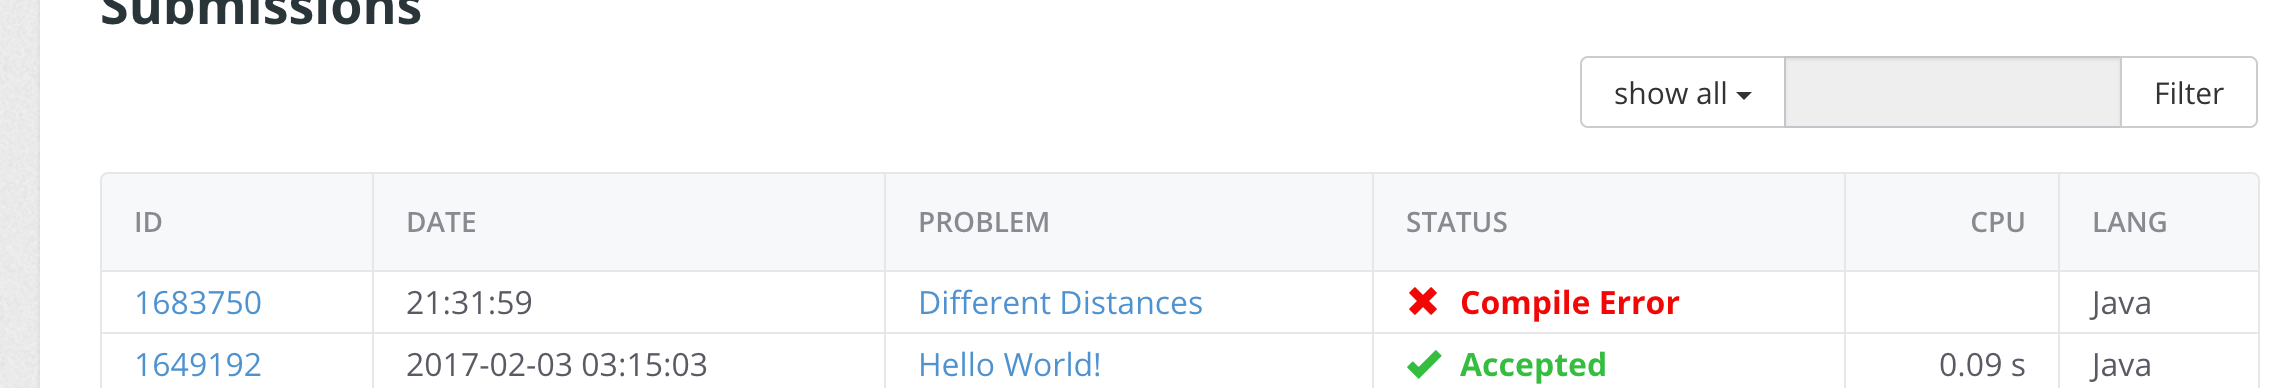 Submissions
show all Filter
ID DATE PROBLEM STATUS CPU LANG
1683750 21:31:59 Different Distances Compile Error Java
1649192 2017-02-03 03:15:03 Hello World! Accepted 0.09 s Java